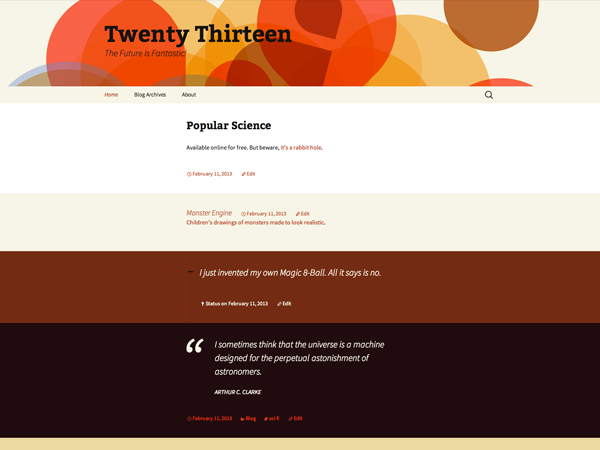 Twenty Thirteen
The Future Is Fantastic!
Home Blog Archives About
Popular Science
Available online for free. But beware, it's a rabbit hole.
February 11, 2013 Edit
Monster Engine February 11, 2013 Edit
Children's drawings of monsters made to look realistic.
I just invented my own Magic 8-Ball. All it says is no.
Status on February 11, 2013 Edit
“ I sometimes think that the universe is a machine
designed for the perpetual astonishment of
astronomers.
ARTHUR C. CLARKE
February 11, 2013 Blog sci-fi Edit